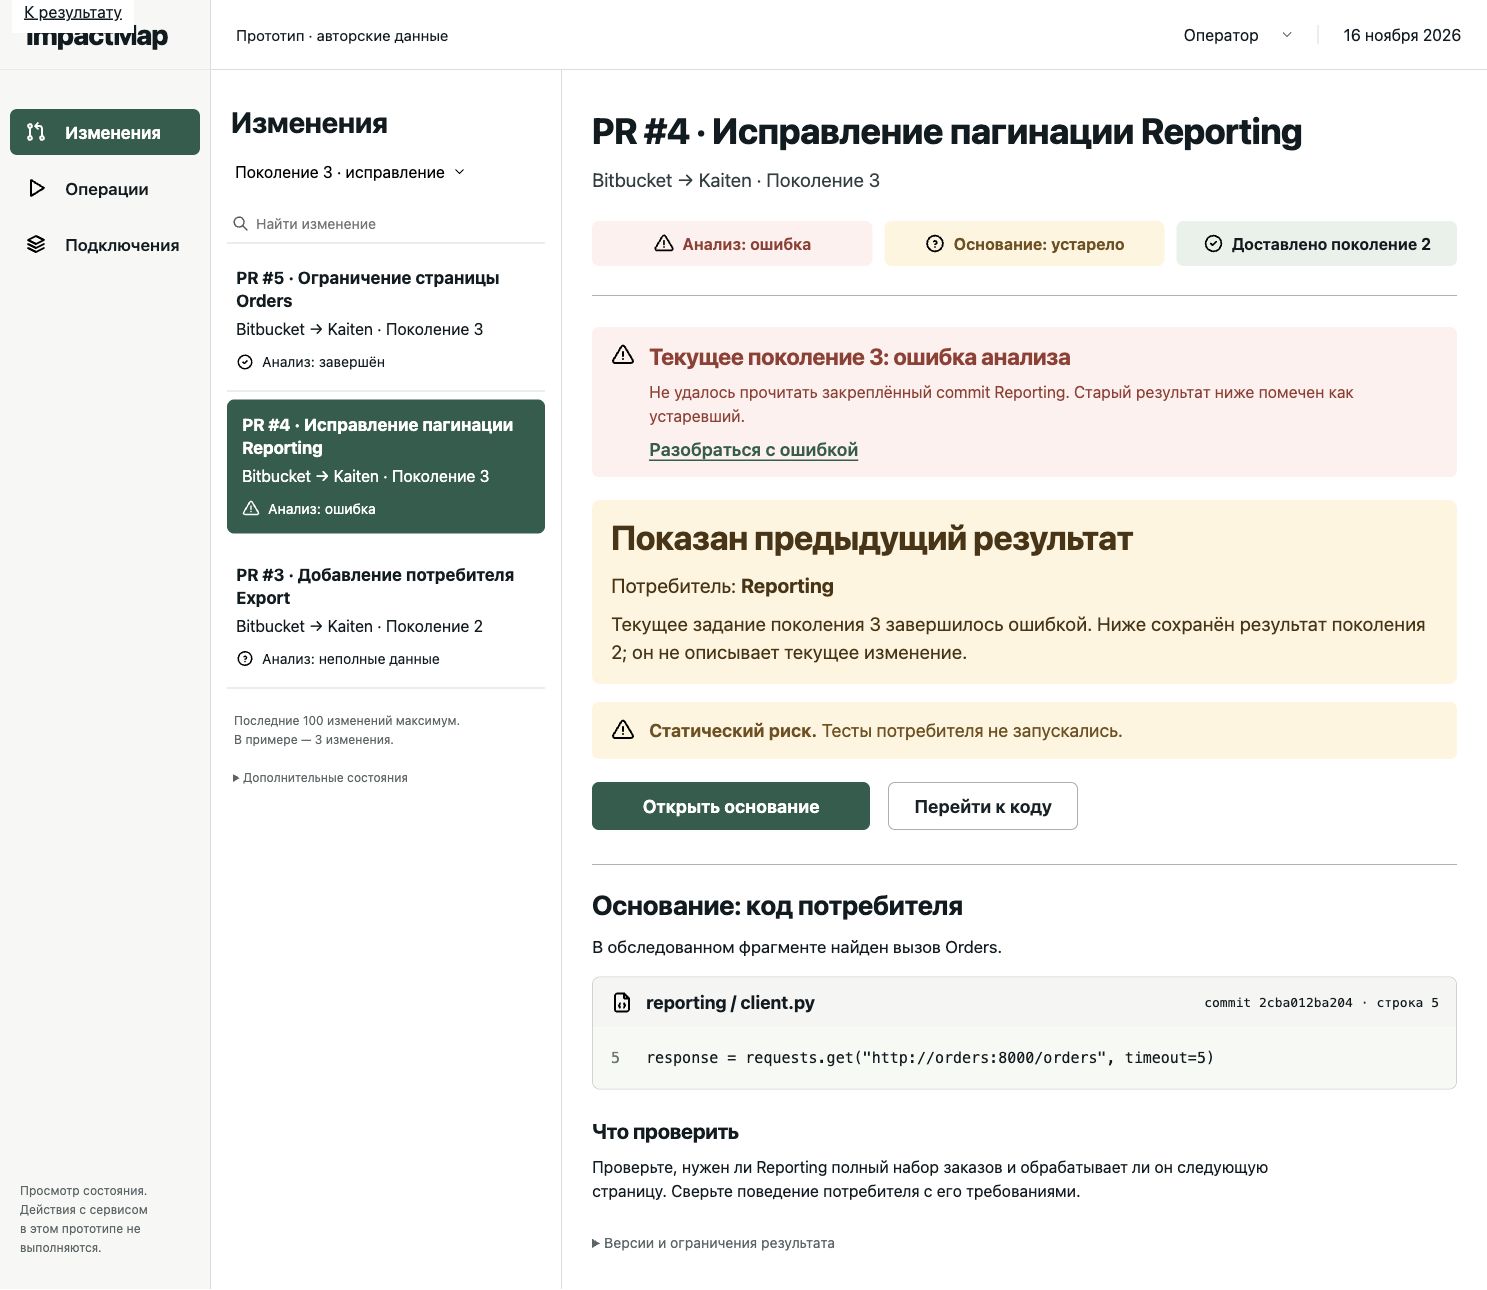 К результату
ImpactMap
Прототип · авторские данные
Оператор
16 ноября 2026
Изменения
Операции
Подключения
Просмотр состояния.
Действия с сервисом
в этом прототипе не
выполняются.
Изменения
Поколение 3 · исправление
Найти изменение
PR #5 · Ограничение страницы
Orders
Bitbucket → Kaiten · Поколение 3
Анализ: завершён
PR #4 · Исправление пагинации
Reporting
Bitbucket → Kaiten · Поколение 3
Анализ: ошибка
PR #3 · Добавление потребителя
Export
Bitbucket → Kaiten · Поколение 2
Анализ: неполные данные
Последние 100 изменений максимум.
В примере — 3 изменения.
Дополнительные состояния
PR #4 · Исправление пагинации Reporting
Bitbucket → Kaiten · Поколение 3
Анализ: ошибка
Основание: устарело
Доставлено поколение 2
Текущее поколение 3: ошибка анализа
Не удалось прочитать закреплённый commit Reporting. Старый результат ниже помечен как
устаревший.
Разобраться с ошибкой
Показан предыдущий результат
Потребитель: Reporting
Текущее задание поколения 3 завершилось ошибкой. Ниже сохранён результат поколения
2; он не описывает текущее изменение.
Статический риск. Тесты потребителя не запускались.
Открыть основание
Перейти к коду
Основание: код потребителя
В обследованном фрагменте найден вызов Orders.
reporting / client.py
commit 2cba012ba204 · строка 5
5 response = requests.get("http://orders:8000/orders", timeout=5)
Что проверить
Проверьте, нужен ли Reporting полный набор заказов и обрабатывает ли он следующую
страницу. Сверьте поведение потребителя с его требованиями.
Версии и ограничения результата